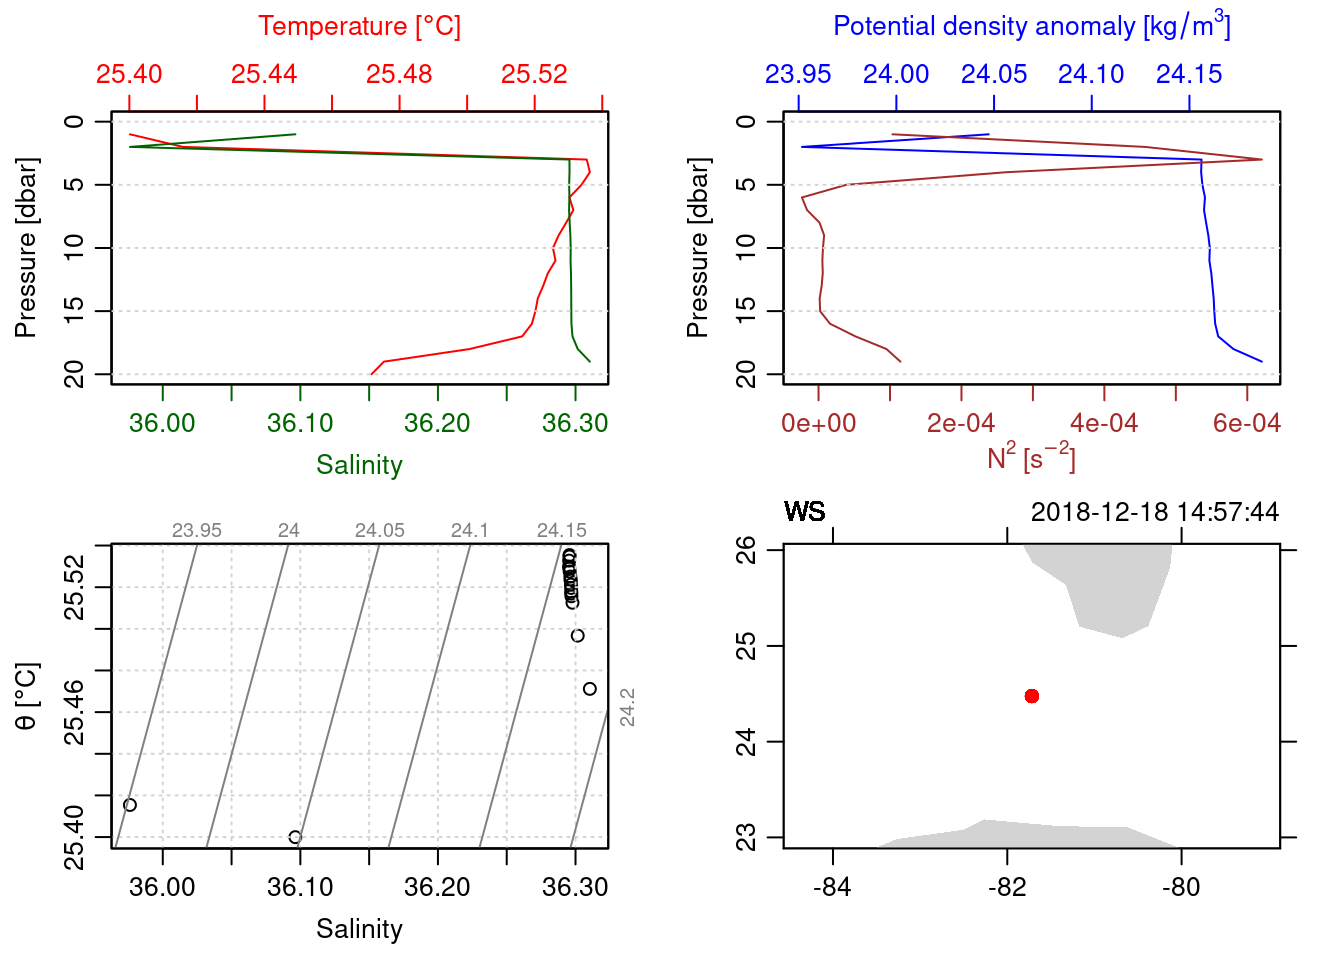 Temperature [°C]
25.40 25.44 25.48 25.52
Pressure [dbar]
0 5 10 15 20
36.00 36.10 36.20 36.30
Salinity
Potential density anomaly [kg/m³]
23.95 24.00 24.05 24.10 24.15
Pressure [dbar]
0 5 10 15 20
0e+00 2e-04 4e-04 6e-04
N² [s⁻²]
23.95 24 24.05 24.1 24.15
24.2
θ [°C]
25.40 25.46 25.52
36.00 36.10 36.20 36.30
Salinity
WS 2018-12-18 14:57:44
23 24 25 26
-84 -82 -80